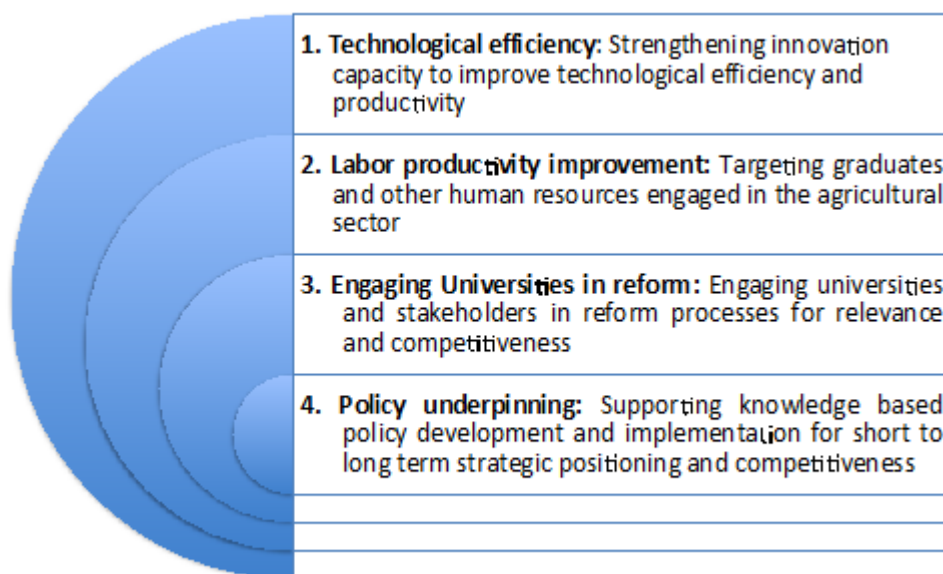 1. Technological efficiency: Strengthening innovation
capacity to improve technological efficiency and
productivity
2. Labor productivity improvement: Targeting graduates
and other human resources engaged in the agricultural
sector
3. Engaging Universities in reform: Engaging universities
and stakeholders in reform processes for relevance
and competitiveness
4. Policy underpinning: Supporting knowledge based
policy development and implementation for short to
long term strategic positioning and competitiveness